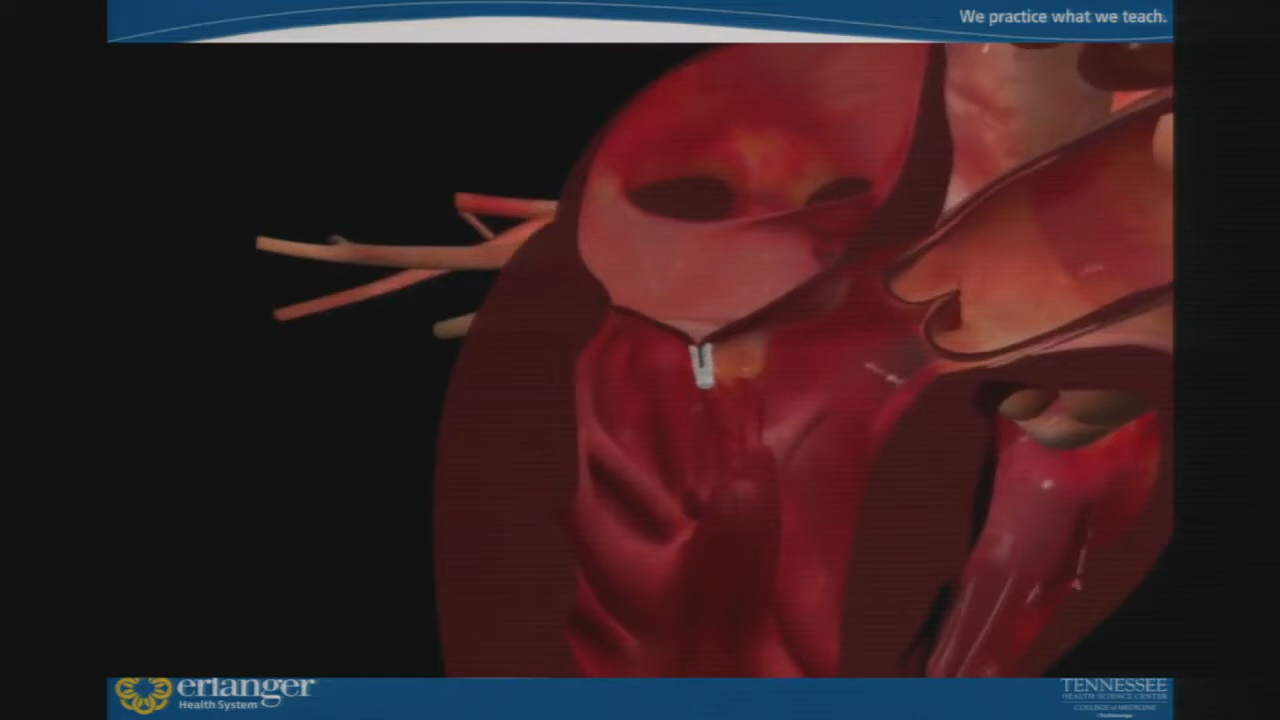 We practice what we teach.
erlanger
Health System
TENNESSEE
HEALTH SCIENCE CENTER
COLLEGE of MEDICINE